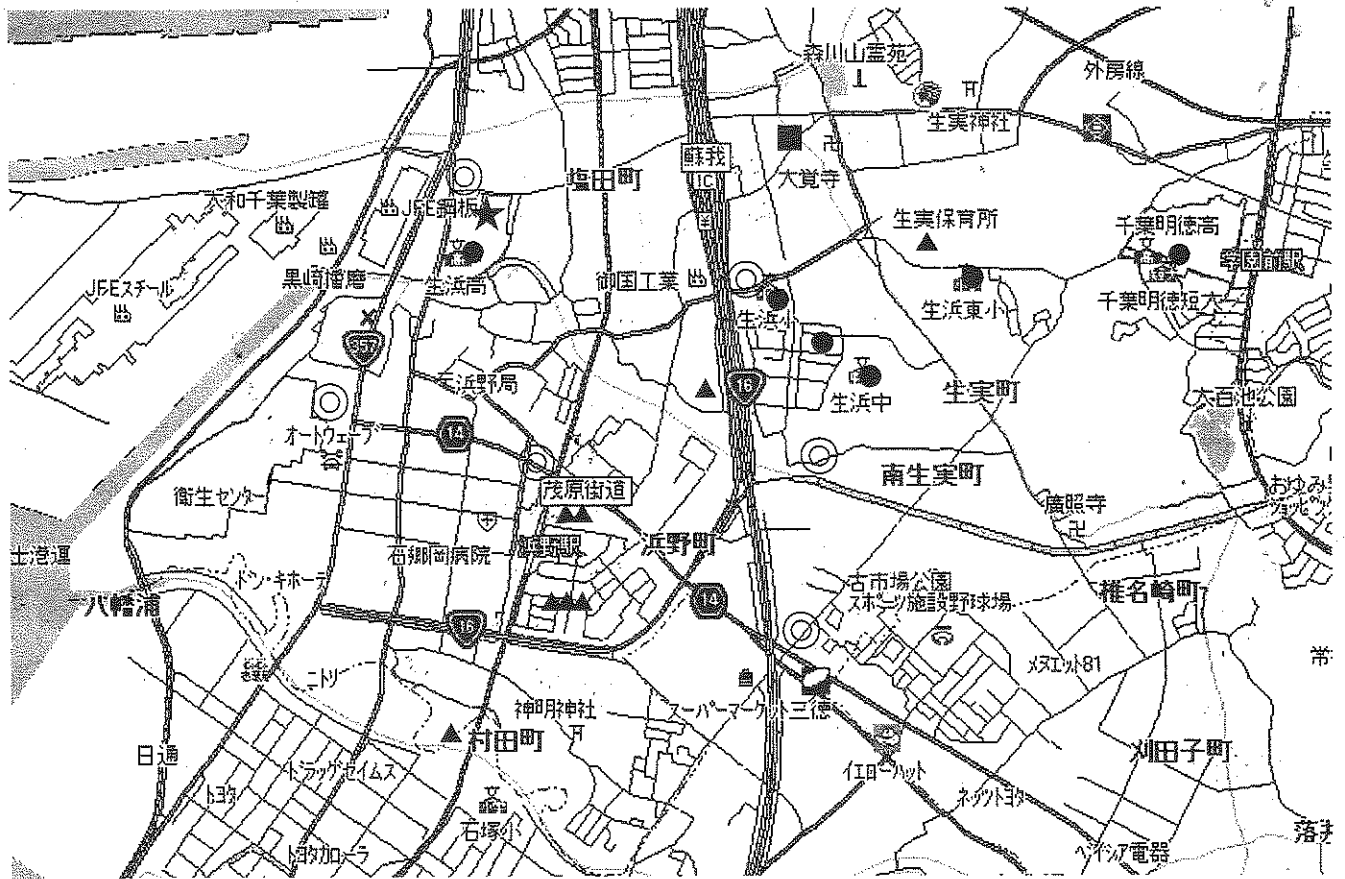 森川山霊苑
外房線
生実神社
蘇我
IC
大覚寺
塩田町
大和千葉製罐
JFE鋼板
生実保育所
千葉明徳高
学園前駅
黒崎播磨
生浜高
御国工業
JFEスチール
生浜小
生浜東小
千葉明徳短大
357
浜野局
16
生浜中
生実町
大百池公園
オートウェーブ
14
南生実町
茂原街道
衛生センター
廣照寺
おゆみ野
石郷岡病院
浜野駅
浜野町
ドン・キホーテ
古市場公園
スポーツ施設野球場
八幡浦
14
椎名崎町
16
メヌエット81
ニトリ
神明神社
スーパーマーケット三徳
村田町
日通
刈田子町
ドラッグセイムス
イエローハット
トヨタ
ネッツトヨタ
石塚小
トヨタカローラ
ベイシア電器